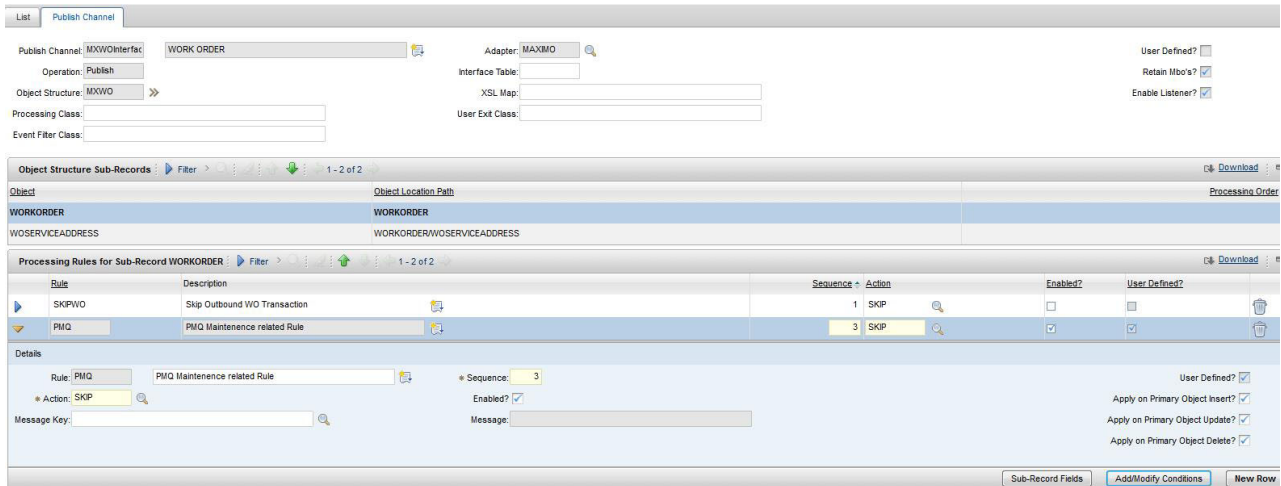 List Publish Channel
Publish Channel: MXWOInterfac WORK ORDER Adapter: MAXIMO User Defined?
Operation: Publish Interface Table: Retain Mbo's?
Object Structure: MXWO XSL Map: Enable Listener?
Processing Class: User Exit Class:
Event Filter Class:
Object Structure Sub-Records Filter 1 - 2 of 2 Download
Object Object Location Path Processing Order
WORKORDER WORKORDER
WOSERVICEADDRESS WORKORDER/WOSERVICEADDRESS
Processing Rules for Sub-Record WORKORDER Filter 1 - 2 of 2 Download
Rule Description Sequence Action Enabled? User Defined?
SKIPWO Skip Outbound WO Transaction 1 SKIP
PMQ PMQ Maintenence related Rule 3 SKIP
Details
Rule: PMQ PMQ Maintenence related Rule * Sequence: 3 User Defined?
* Action: SKIP Enabled? Apply on Primary Object Insert?
Message Key: Message: Apply on Primary Object Update?
Apply on Primary Object Delete?
Sub-Record Fields Add/Modify Conditions New Row